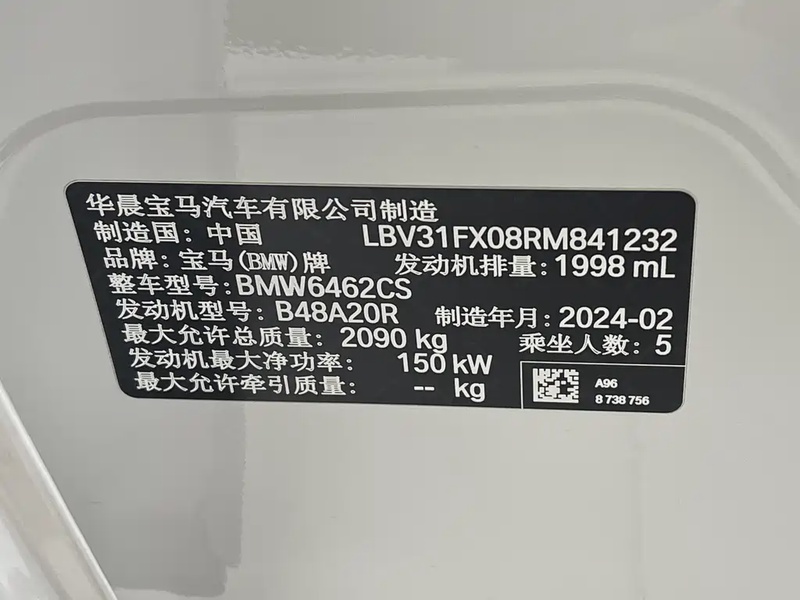 华晨宝马汽车有限公司制造
制造国: 中国 LBV31FX08RM841232
品牌: 宝马(BMW)牌 发动机排量: 1998 mL
整车型号: BMW6462CS
发动机型号: B48A20R 制造年月: 2024-02
最大允许总质量: 2090 kg 乘坐人数: 5
发动机最大净功率: 150 kW
最大允许牵引质量: -- kg
A96
8 738 756